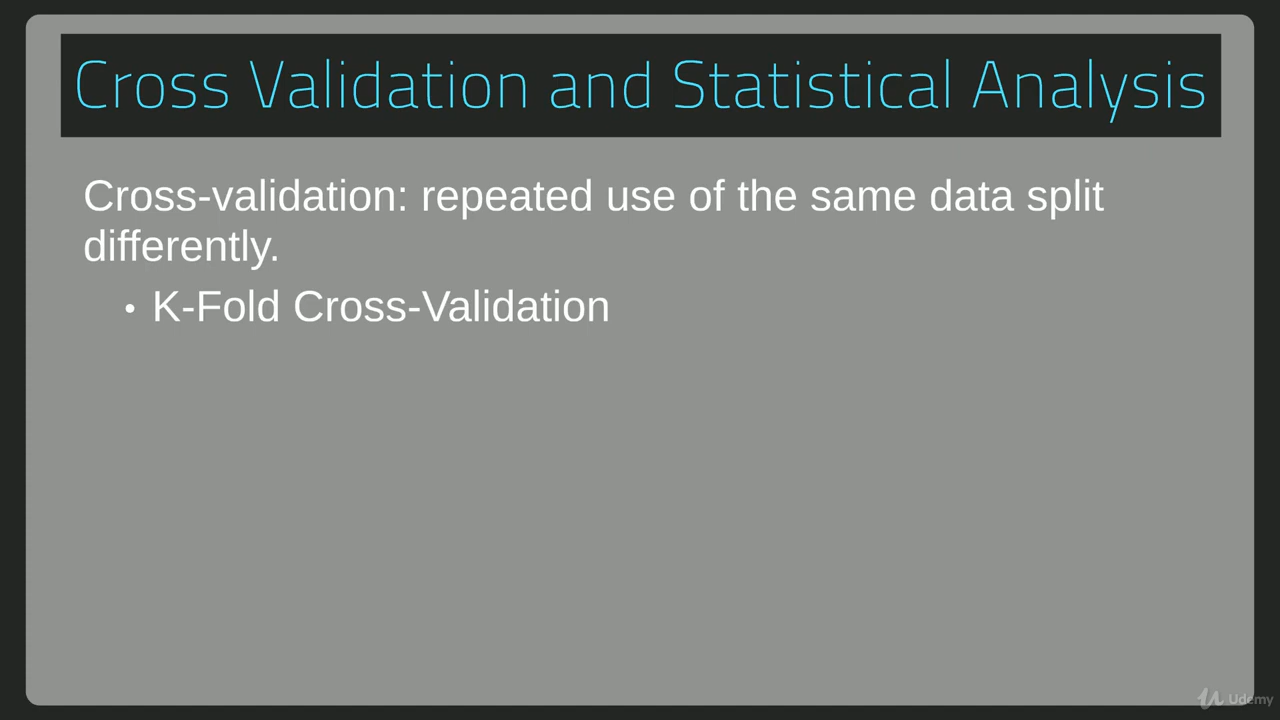 Cross Validation and Statistical Analysis
Cross-validation: repeated use of the same data split
differently.
• K-Fold Cross-Validation
Udemy